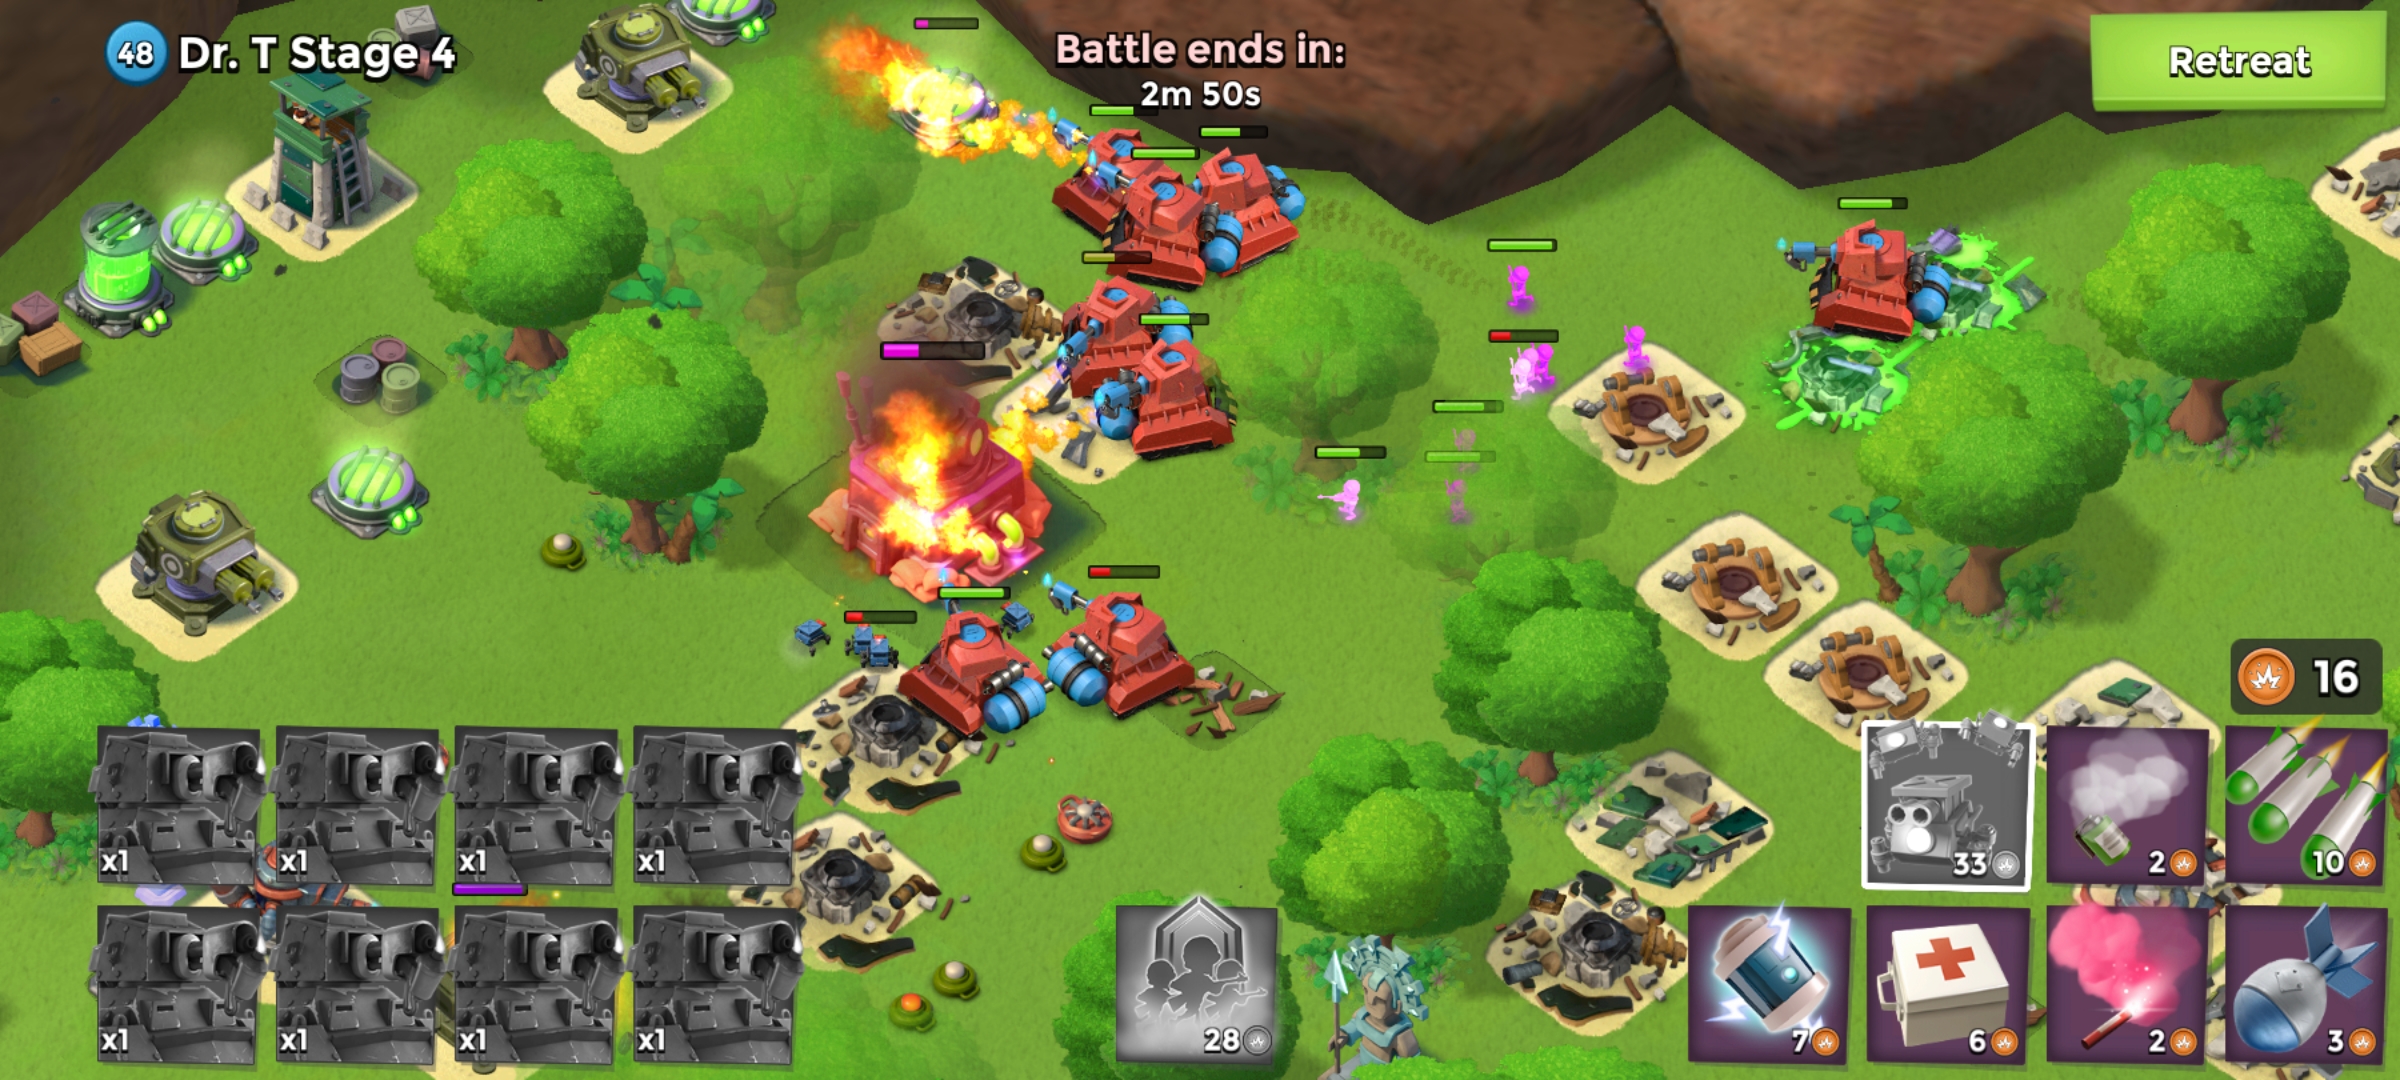 48 Dr. T Stage 4
Battle ends in:
2m 50s
Retreat
16
x1 x1 x1 x1
33 2 10
x1 x1 x1 x1
28 7 6 2 3